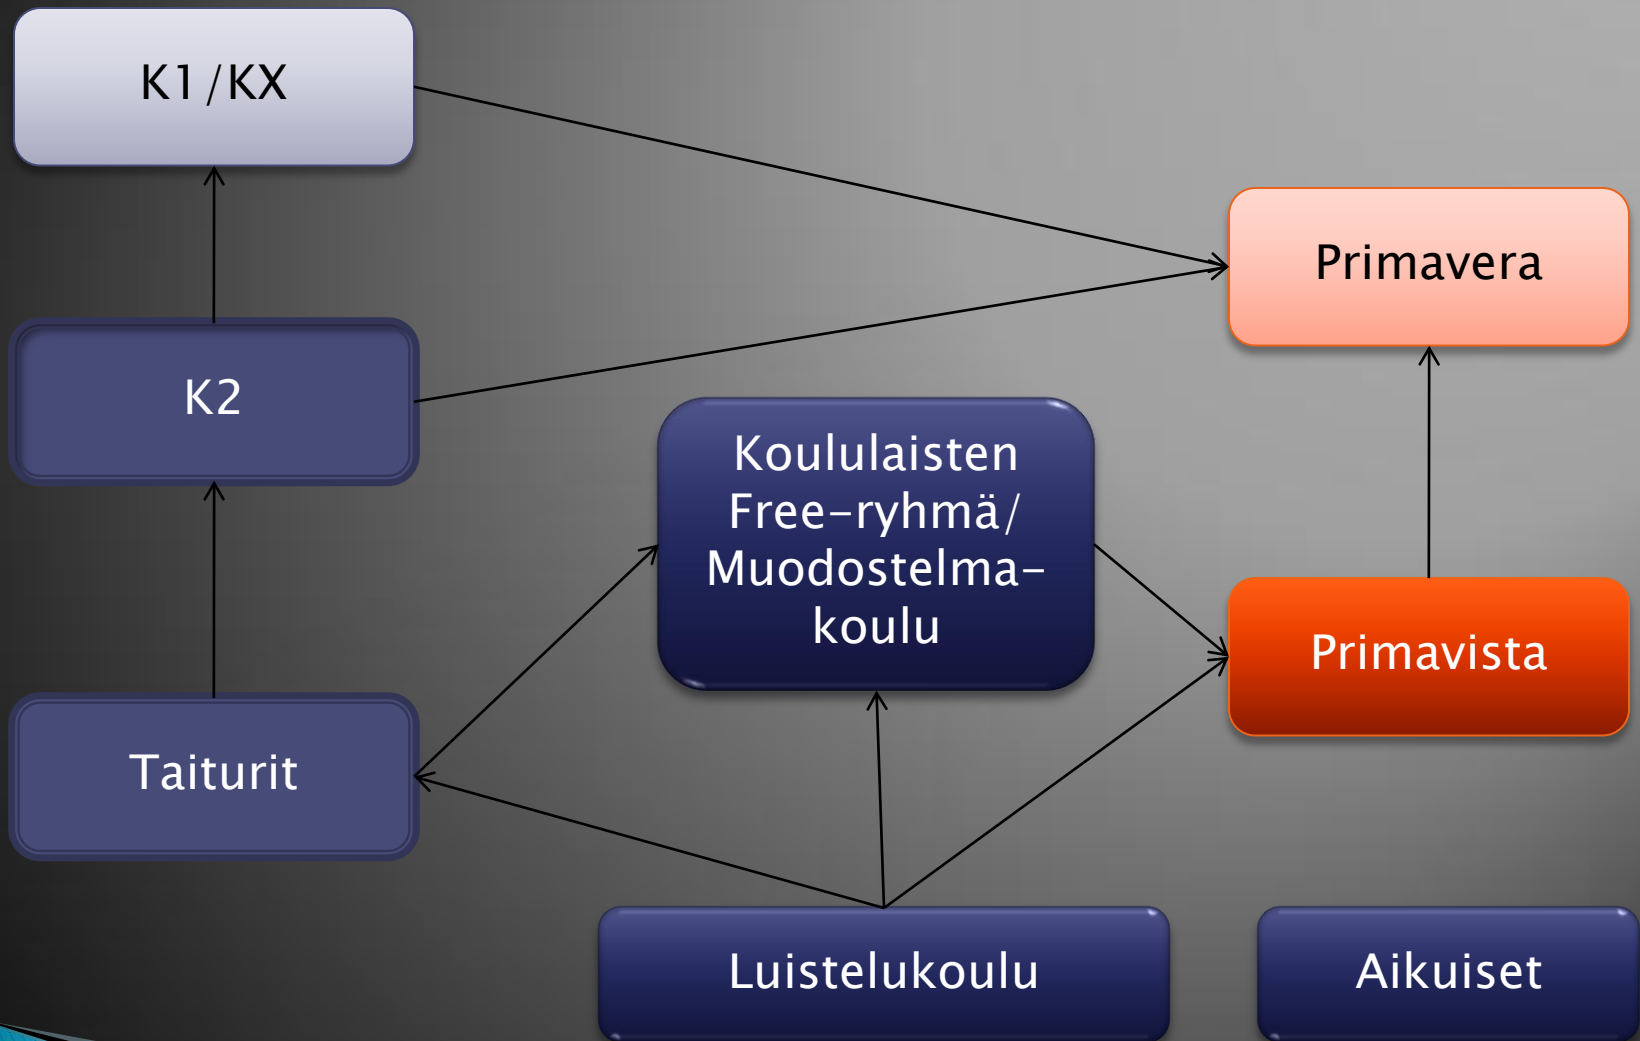 K1/KX
Primavera
K2
Koululaisten
Free-ryhmä/
Muodostelma-
koulu
Primavista
Taiturit
Luistelukoulu
Aikuiset